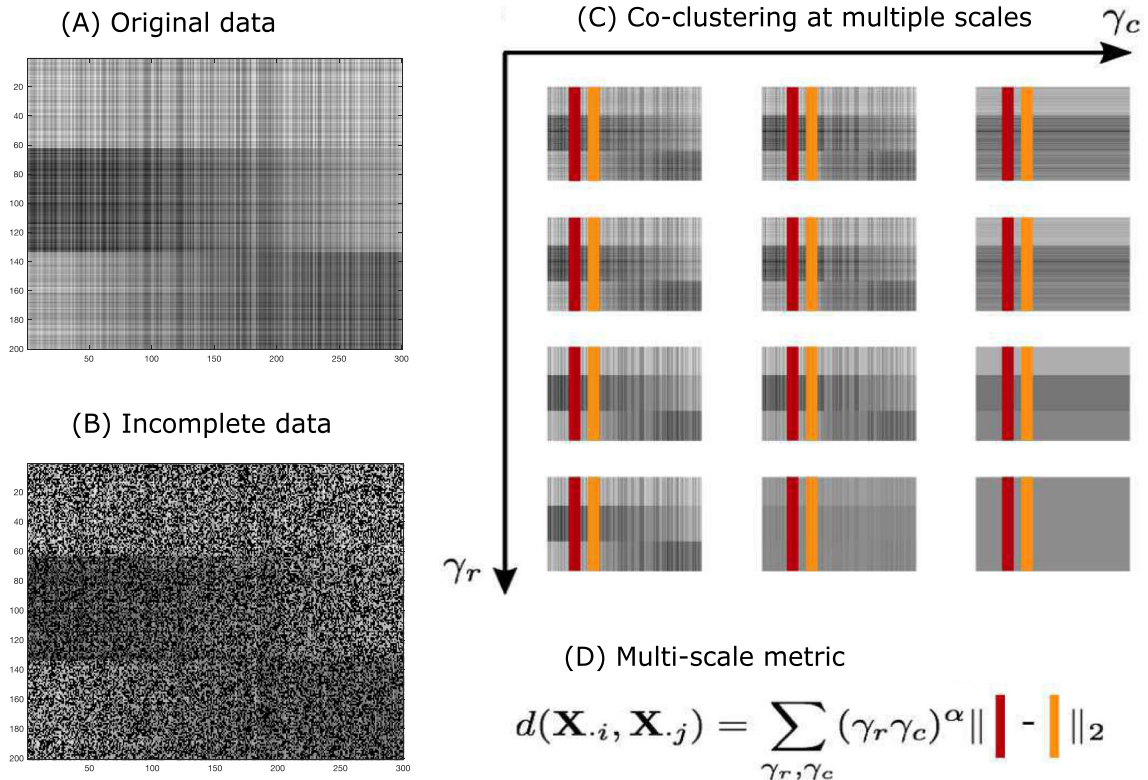 (A) Original data
20
40
60
80
100
120
140
160
180
200
50 100 150 200 250 300
(B) Incomplete data
20
40
60
80
100
120
140
160
180
200
50 100 150 200 250 300
(C) Co-clustering at multiple scales
γc
γr
(D) Multi-scale metric
d(X·i, X·j) = ∑ (γrγc)^α ‖ - ‖2
γr,γc